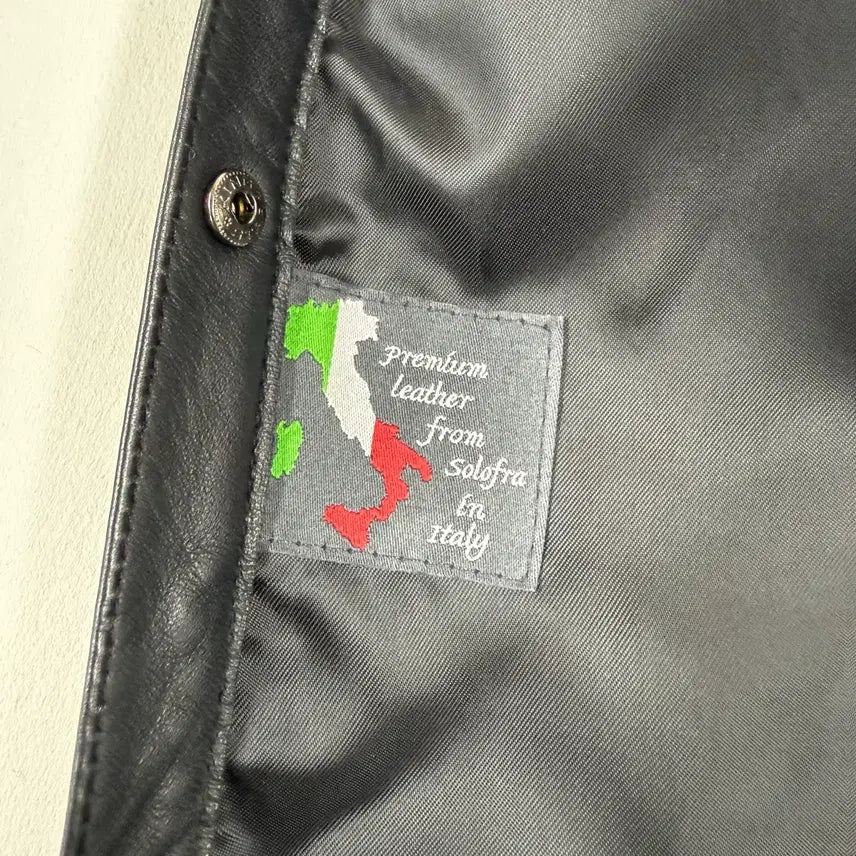 premium
leather
from
Solofra
in
Italy